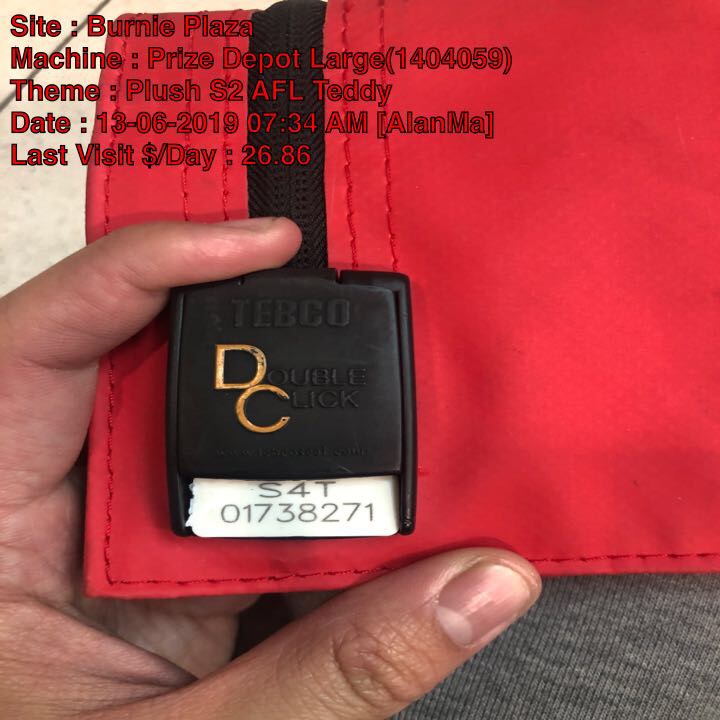 Site : Burnie Plaza
Machine : Prize Depot Large(1404059)
Theme : Plush S2 AFL Teddy
Date : 13-06-2019 07:34 AM [AlanMa]
Last Visit $/Day : 26.86
TEBCO
DOUBLE
CLICK
S4T
01738271